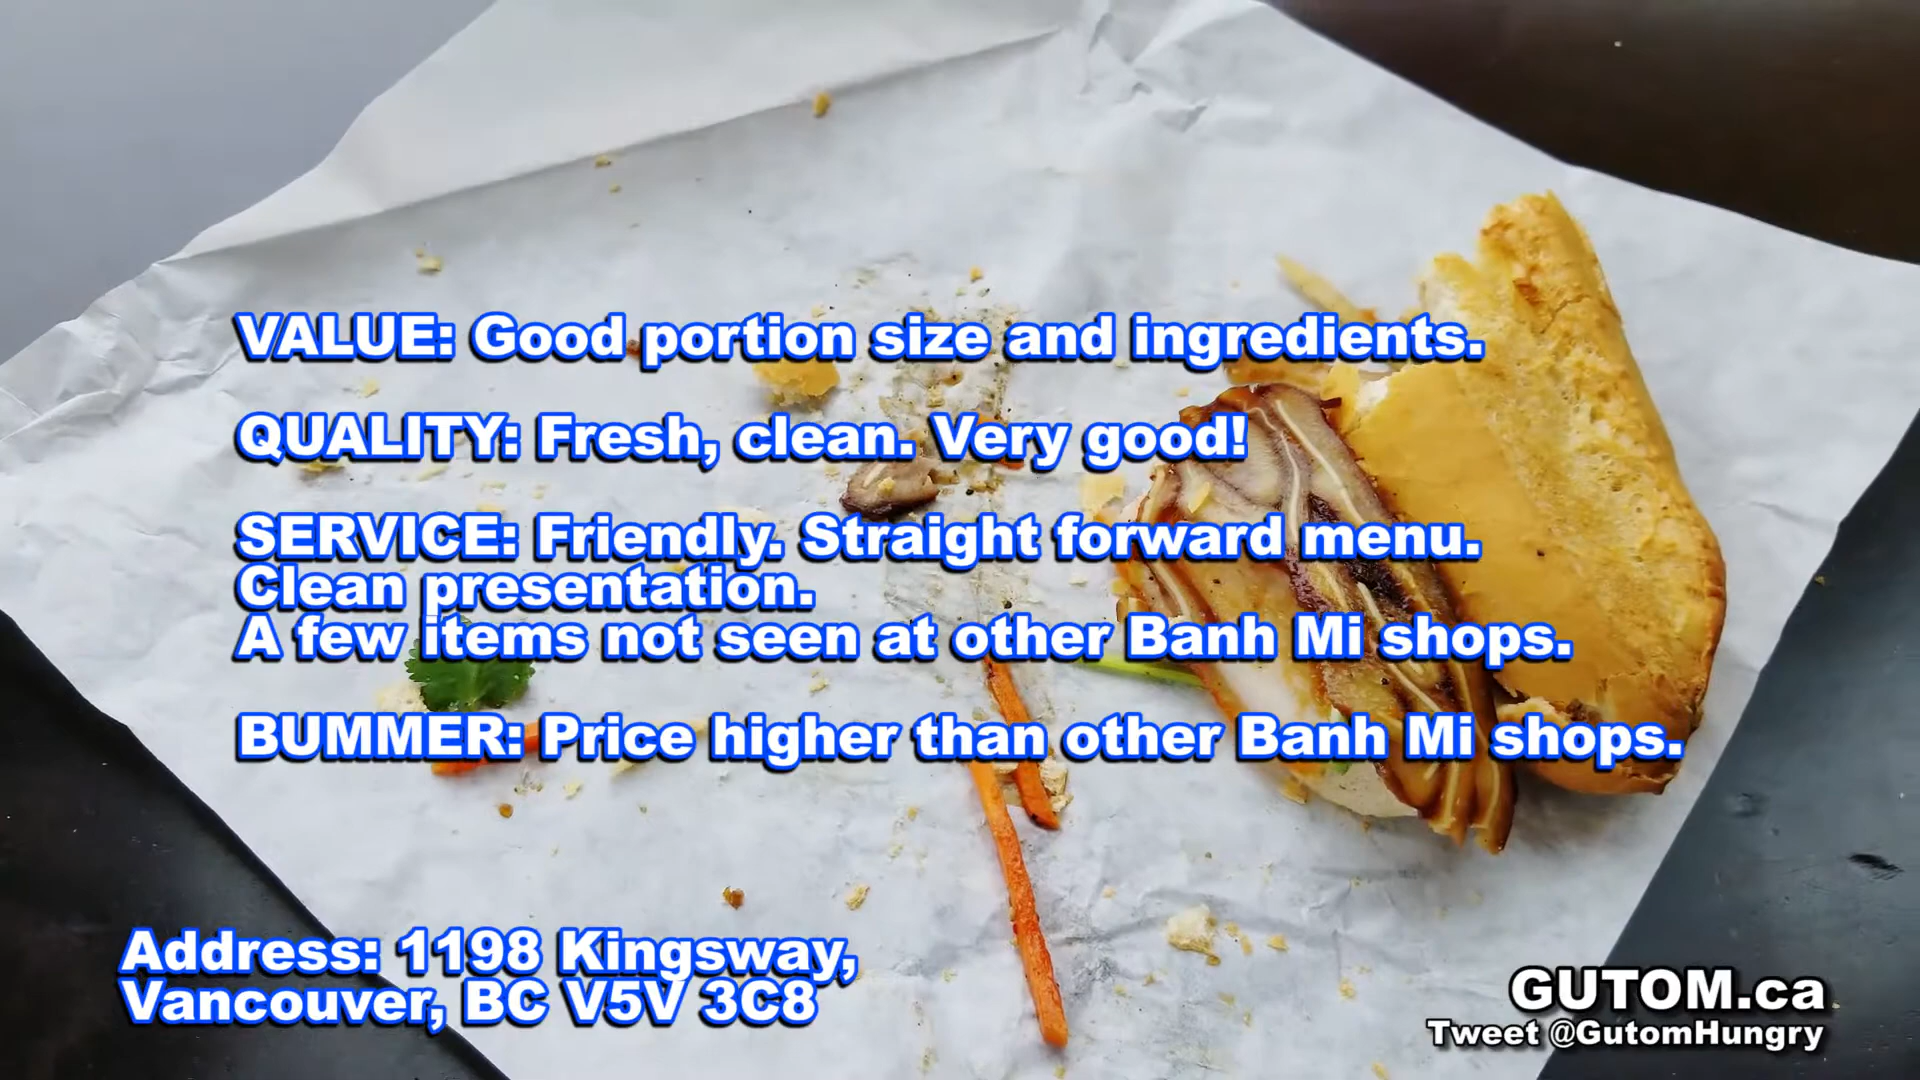 VALUE: Good portion size and ingredients.
QUALITY: Fresh, clean. Very good!
SERVICE: Friendly. Straight forward menu.
Clean presentation.
A few items not seen at other Banh Mi shops.
BUMMER: Price higher than other Banh Mi shops.
Address: 1198 Kingsway,
Vancouver, BC V5V 3C8
GUTOM.ca
Tweet @GutomHungry